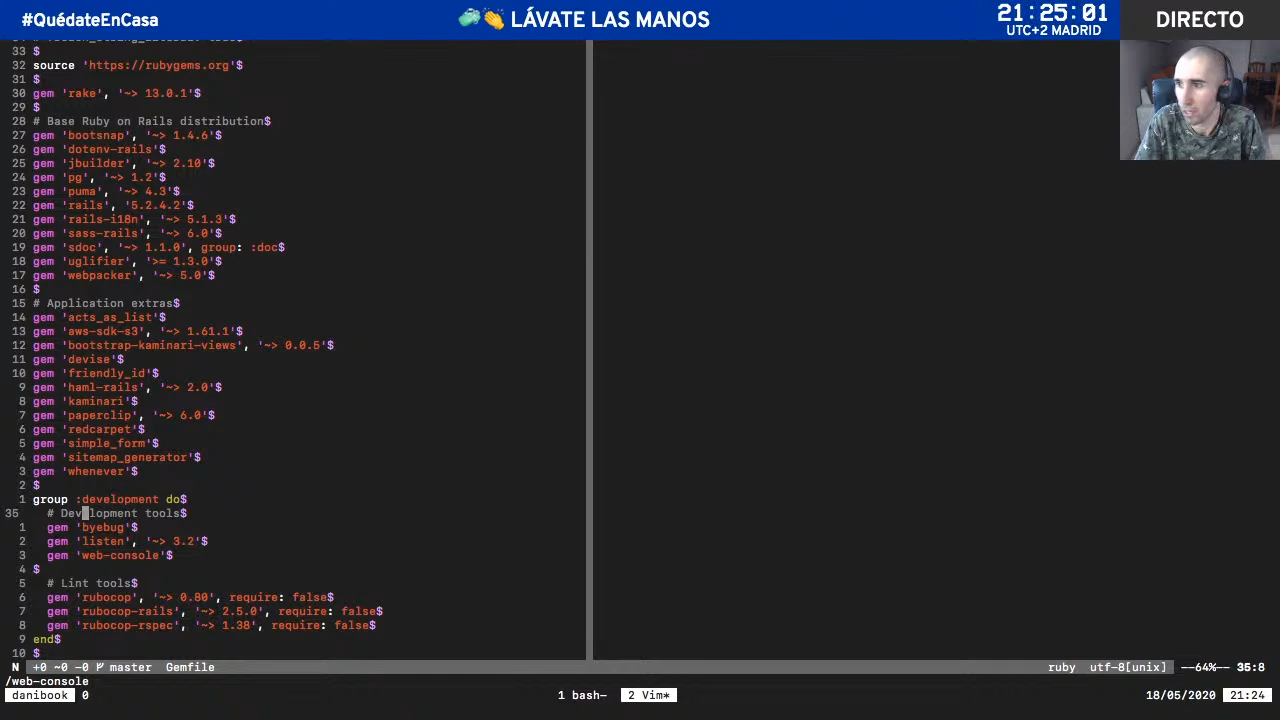 #QuédateEnCasa
🧼👏 LÁVATE LAS MANOS
21:25:01
UTC+2 MADRID
DIRECTO
33 $
32 source 'https://rubygems.org'$
31 $
30 gem 'rake', '~> 13.0.1'$
29 $
28 # Base Ruby on Rails distribution$
27 gem 'bootsnap', '~> 1.4.6'$
26 gem 'dotenv-rails'$
25 gem 'jbuilder', '~> 2.10'$
24 gem 'pg', '~> 1.2'$
23 gem 'puma', '~> 4.3'$
22 gem 'rails', '5.2.4.2'$
21 gem 'rails-i18n', '~> 5.1.3'$
20 gem 'sass-rails', '~> 6.0'$
19 gem 'sdoc', '~> 1.1.0', group: :doc$
18 gem 'uglifier', '>= 1.3.0'$
17 gem 'webpacker', '~> 5.0'$
16 $
15 # Application extras$
14 gem 'acts_as_list'$
13 gem 'aws-sdk-s3', '~> 1.61.1'$
12 gem 'bootstrap-kaminari-views', '~> 0.0.5'$
11 gem 'devise'$
10 gem 'friendly_id'$
9 gem 'haml-rails', '~> 2.0'$
8 gem 'kaminari'$
7 gem 'paperclip', '~> 6.0'$
6 gem 'redcarpet'$
5 gem 'simple_form'$
4 gem 'sitemap_generator'$
3 gem 'whenever'$
2 $
1 group :development do$
35 # Development tools$
1 gem 'byebug'$
2 gem 'listen', '~> 3.2'$
3 gem 'web-console'$
4 $
5 # Lint tools$
6 gem 'rubocop', '~> 0.80', require: false$
7 gem 'rubocop-rails', '~> 2.5.0', require: false$
8 gem 'rubocop-rspec', '~> 1.38', require: false$
9 end$
10 $
N +0 ~0 -0 master Gemfile ruby utf-8[unix] --64%-- 35:8
/web-console
danibook 0 1 bash- 2 Vim* 18/05/2020 21:24